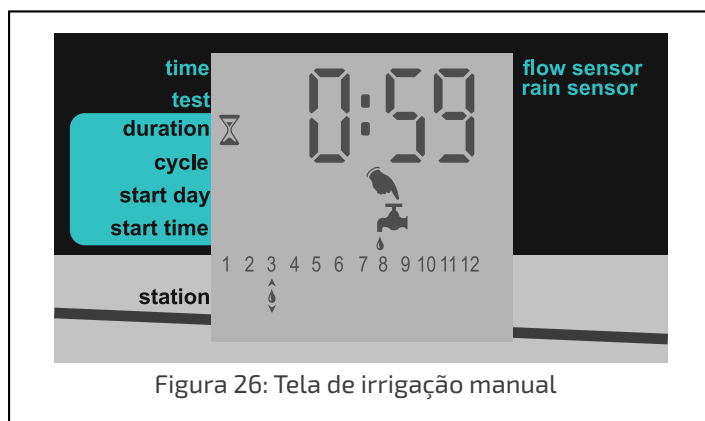 time
test
duration
cycle
start day
start time
0:59
flow sensor
rain sensor
1 2 3 4 5 6 7 8 9 10 11 12
station
Figura 26: Tela de irrigação manual